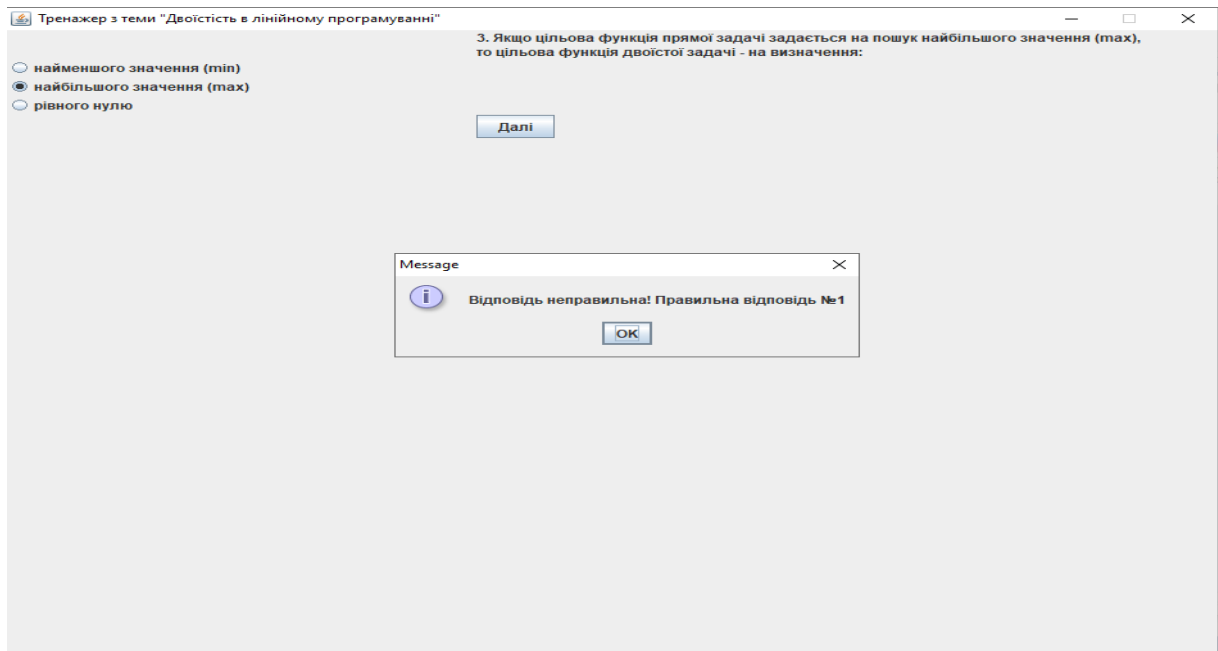 Тренажер з теми "Двоїстість в лінійному програмуванні"
3. Якщо цільова функція прямої задачі задається на пошук найбільшого значення (max),
то цільова функція двоїстої задачі - на визначення:
найменшого значення (min)
найбільшого значення (max)
рівного нулю
Далі
Message
Відповідь неправильна! Правильна відповідь №1
OK